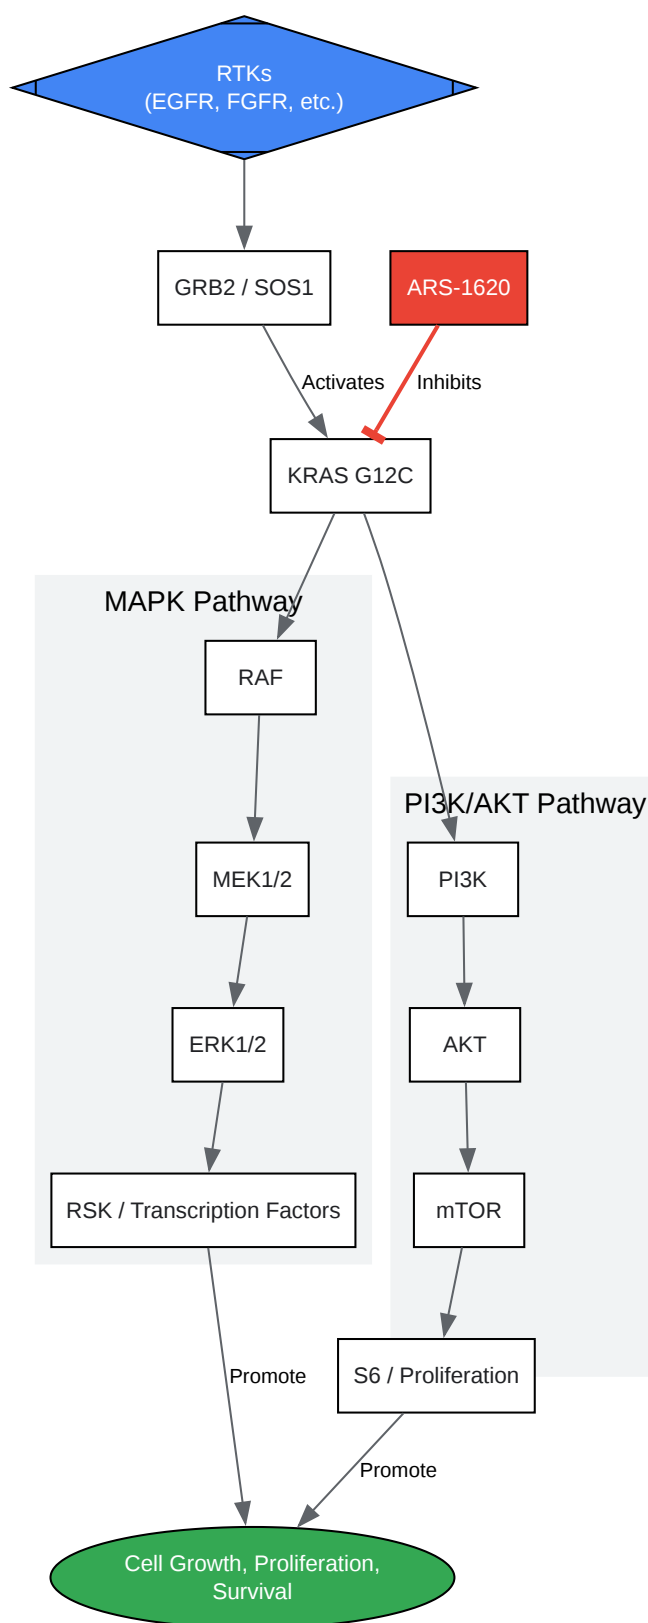 RTKs
(EGFR, FGFR, etc.)
GRB2 / SOS1
ARS-1620
Activates
Inhibits
KRAS G12C
MAPK Pathway
RAF
PI3K/AKT Pathway
MEK1/2
PI3K
ERK1/2
AKT
RSK / Transcription Factors
mTOR
Promote
S6 / Proliferation
Promote
Cell Growth, Proliferation,
Survival